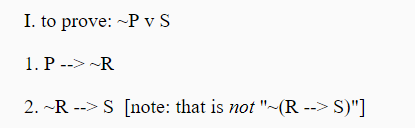 I. to prove: ~P v S
1. P --> ~R
2. ~R --> S [note: that is not "~(R --> S)"]